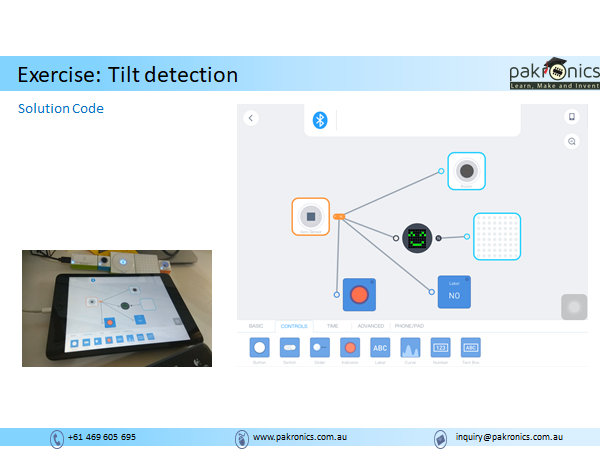 Exercise: Tilt detection
pakronics
Learn, Make and Invent
Solution Code
Label
NO
BASIC
CONTROLS
TIME
ADVANCED
PHONE/PAD
ABC
123
ABC
Button
Switch
Slider
Indicator
Label
Text Box
+61 469 605 695
www.pakronics.com.au
inquiry@pakronics.com.au